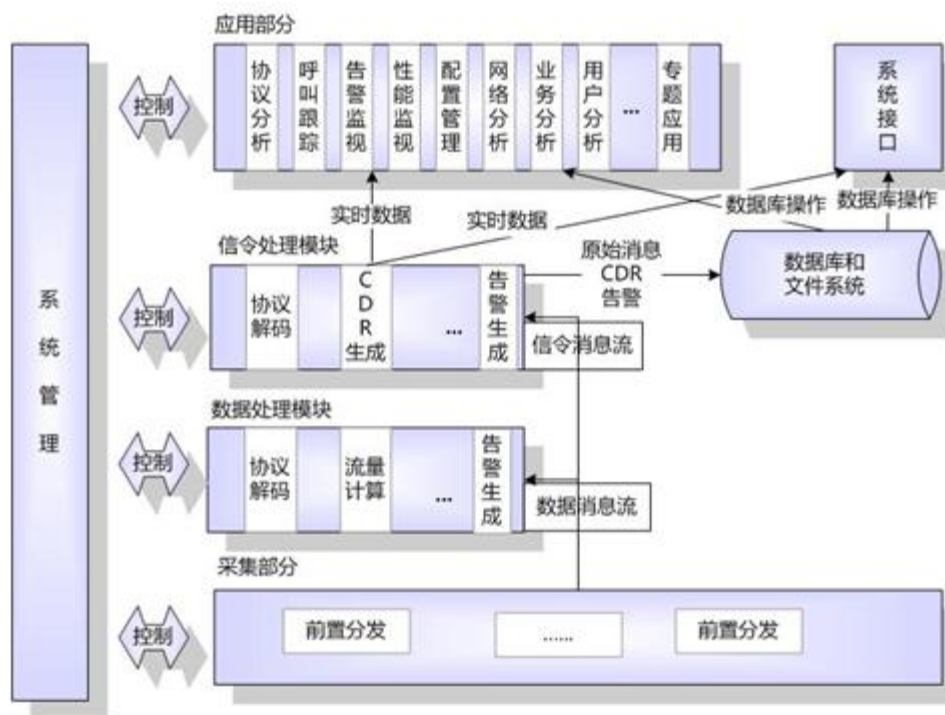 应用部分
协议分析
呼叫跟踪
告警监视
性能监视
配置管理
网络分析
业务分析
用户分析
...
专题应用
系统接口
控制
实时数据
实时数据
数据库操作
数据库操作
信令处理模块
协议
解码
CDR生成
...
告警生成
原始消息
CDR
告警
数据库和
文件系统
控制
信令消息流
系统管理
数据处理模块
协议
解码
流量
计算
...
告警生成
控制
数据消息流
采集部分
前置分发
......
前置分发
控制